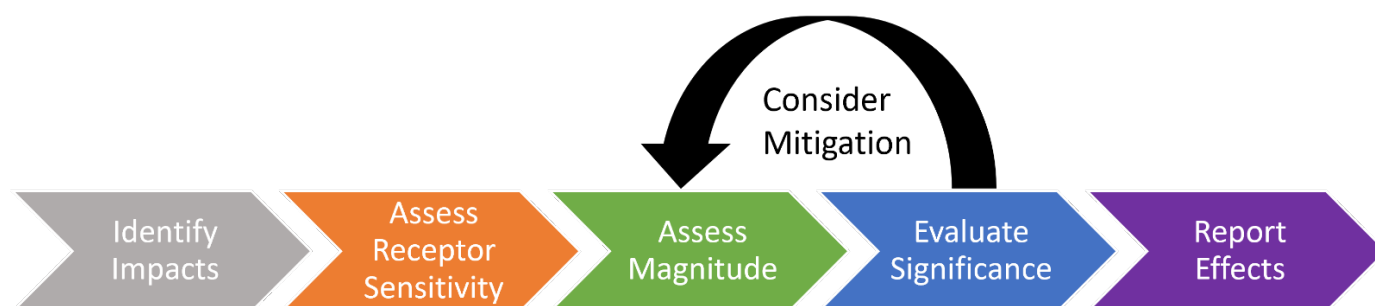 Consider
Mitigation
Identify
Impacts
Assess
Receptor
Sensitivity
Assess
Magnitude
Evaluate
Significance
Report
Effects